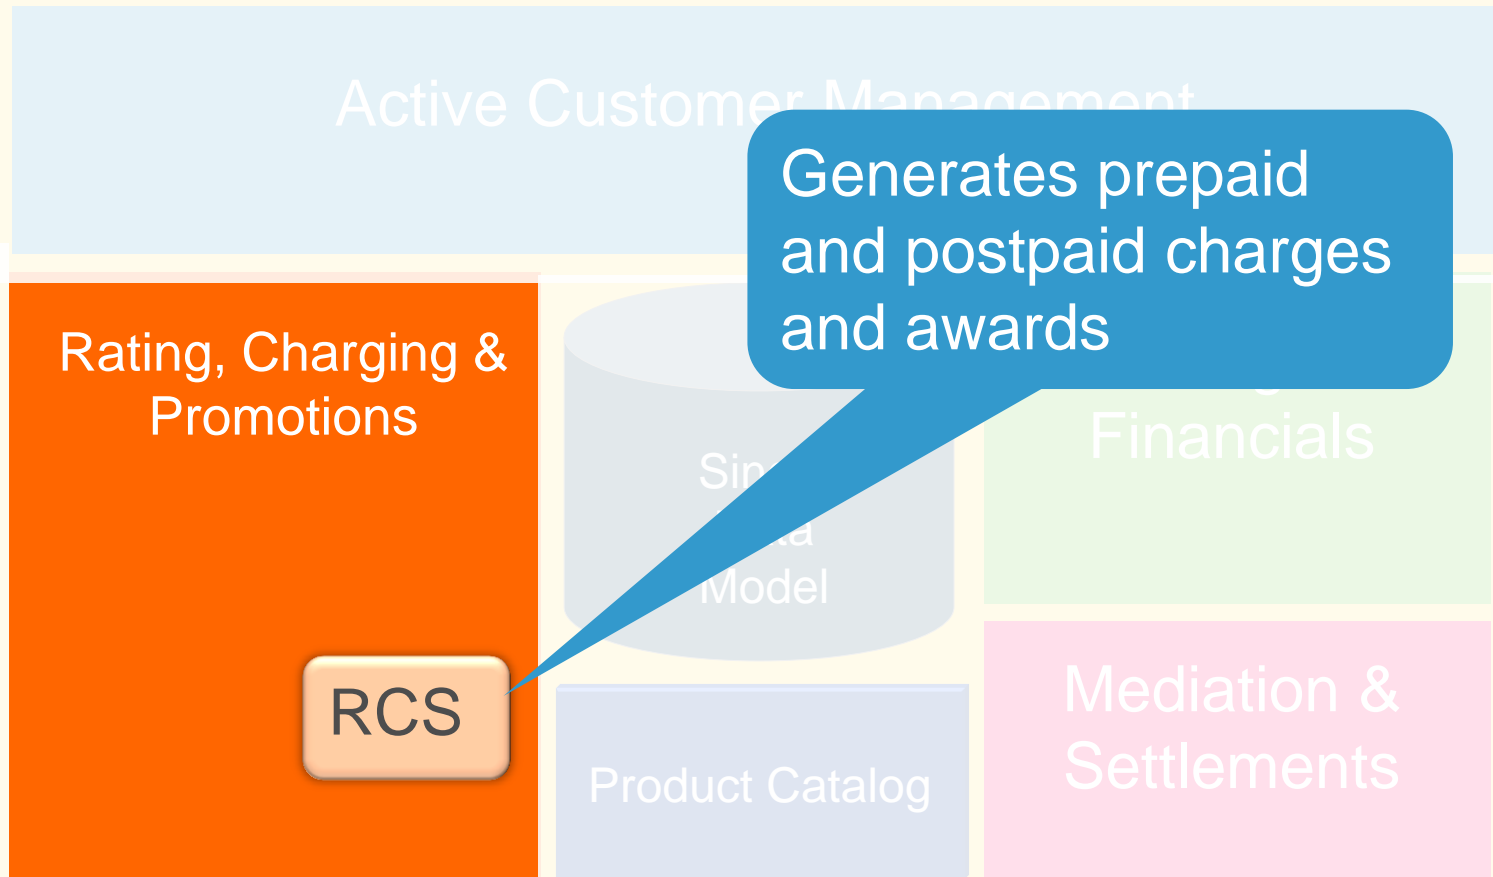 Active Customer Management
Generates prepaid
and postpaid charges
and awards
Rating, Charging &
Promotions
Financials
Model
RCS
Product Catalog
Mediation &
Settlements